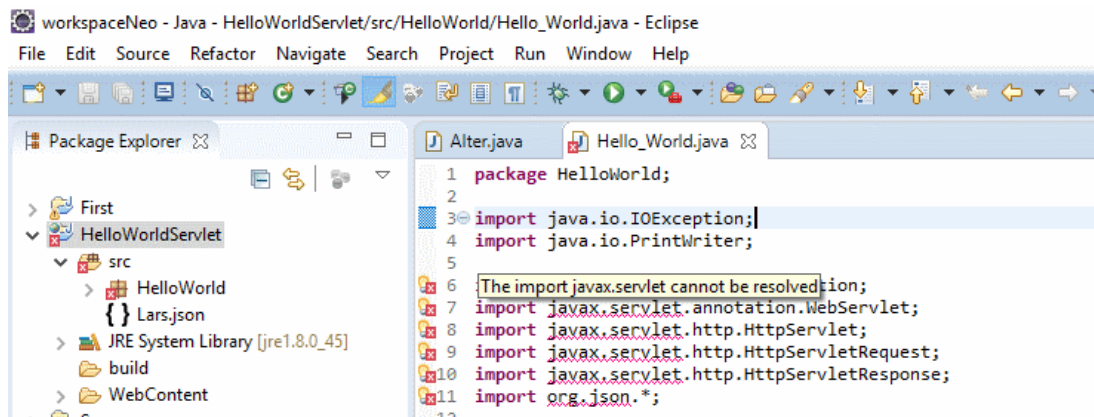 workspaceNeo - Java - HelloWorldServlet/src/HelloWorld/Hello_World.java - Eclipse
File Edit Source Refactor Navigate Search Project Run Window Help
Package Explorer
First
HelloWorldServlet
src
HelloWorld
{ } Lars.json
JRE System Library [jre1.8.0_45]
build
WebContent
Alter.java Hello_World.java
1 package HelloWorld;
2
3 import java.io.IOException;
4 import java.io.PrintWriter;
5
6 The import javax.servlet cannot be resolved tion;
7 import javax.servlet.annotation.WebServlet;
8 import javax.servlet.http.HttpServlet;
9 import javax.servlet.http.HttpServletRequest;
10 import javax.servlet.http.HttpServletResponse;
11 import org.json.*;